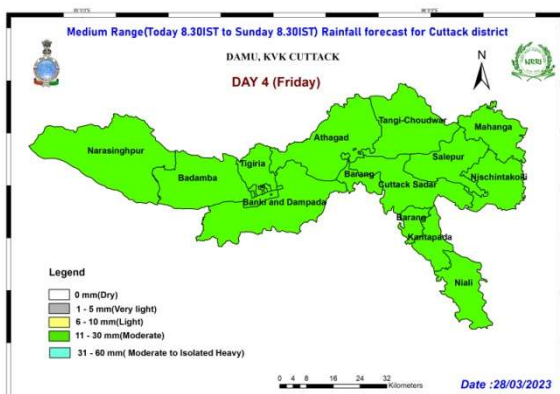 Medium Range(Today 8.30IST to Sunday 8.30IST) Rainfall forecast for Cuttack district
DAMU, KVK CUTTACK
N
NRRI
DAY 4 (Friday)
Tangi-Choudwar
Mahanga
Athagad
Narasinghpur
Salepur
Tigiria
Badamba
Barang
Nischintakoili
Cuttack Sadar
Banki and Dampada
Barang
Kantapada
Niali
Legend
0 mm(Dry)
1 - 5 mm(Very light)
6 - 10 mm(Light)
11 - 30 mm(Moderate)
31 - 60 mm( Moderate to Isolated Heavy)
0 4 8 16 24 32
Kilometers
Date :28/03/2023